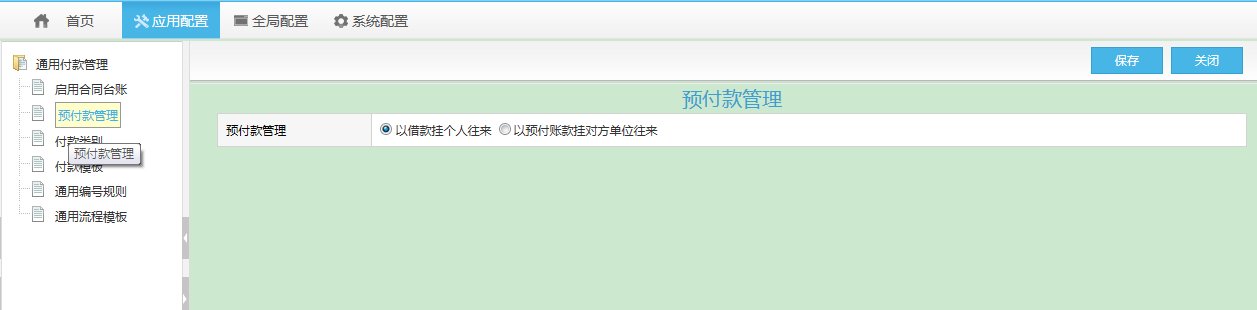 首页
应用配置
全局配置
系统配置
保存
关闭
通用付款管理
启用合同台账
预付款管理
付款类别
预付款管理
付款模板
通用编号规则
通用流程模板
预付款管理
预付款管理
以借款挂个人往来
以预付账款挂对方单位往来